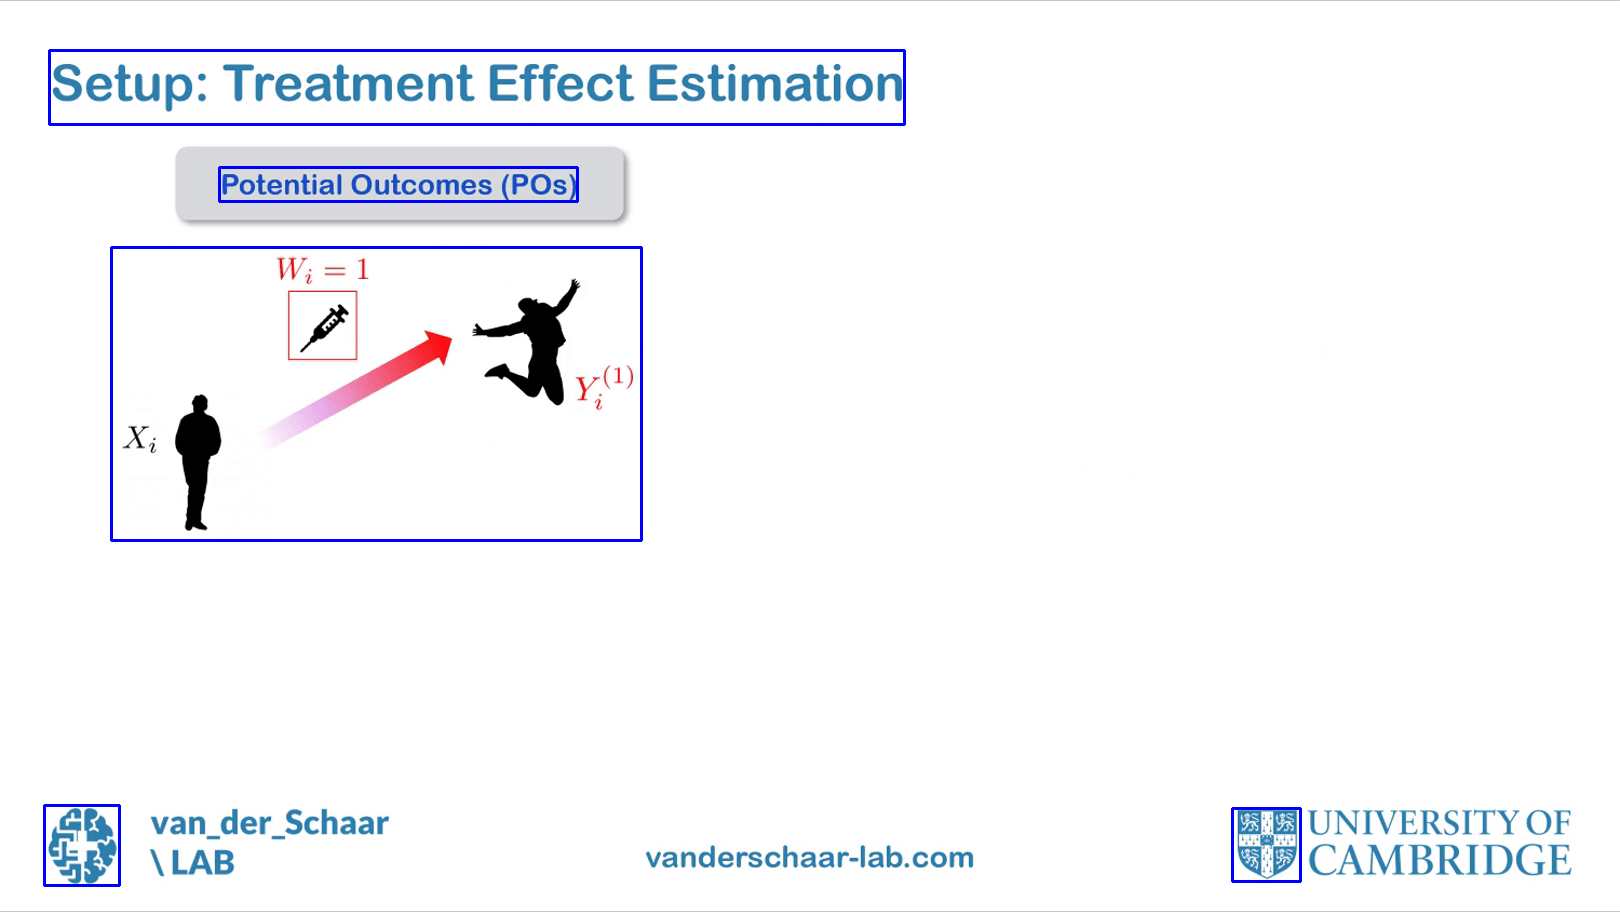 Setup: Treatment Effect Estimation
Potential Outcomes (POs)
W_i = 1
Y_i^(1)
X_i
van_der_Schaar
\ LAB
vanderschaar-lab.com
UNIVERSITY OF
CAMBRIDGE